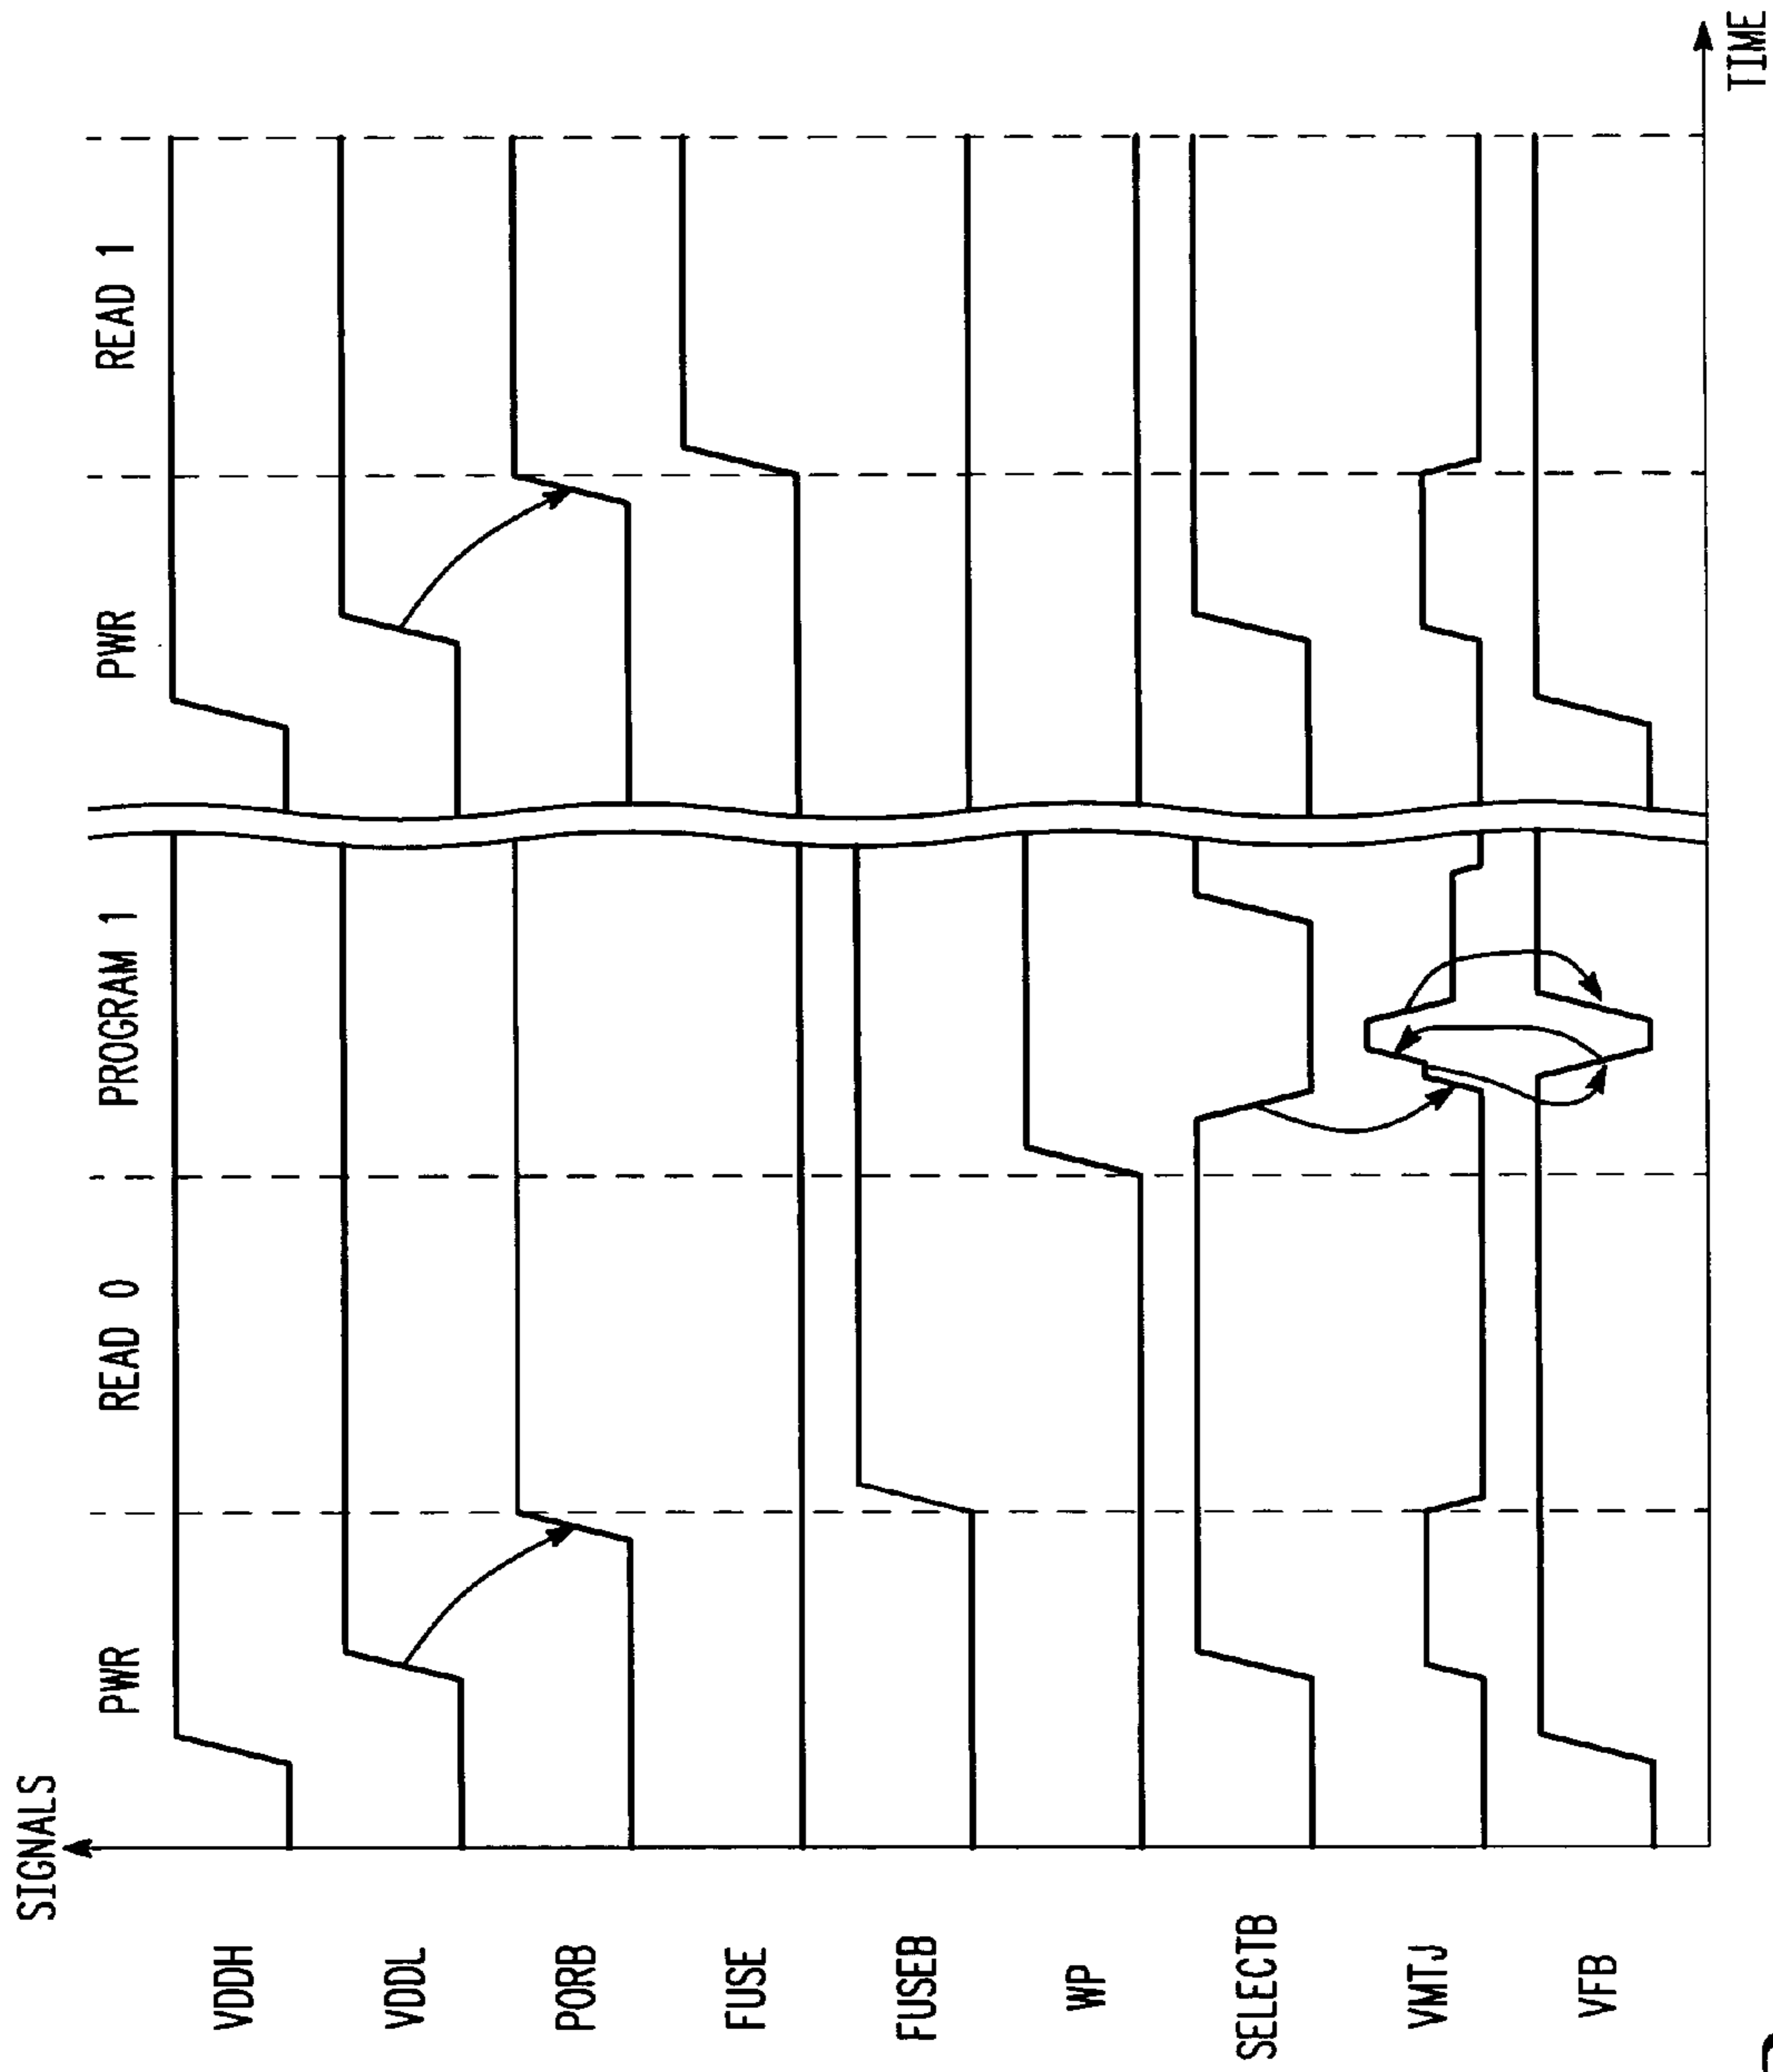 SIGNALS
PWR
READ 0
PROGRAM 1
PWR
READ 1
VDDH
VDDL
PORB
FUSE
FUSEB
WP
SELECTB
VMTJ
VFB
TIME